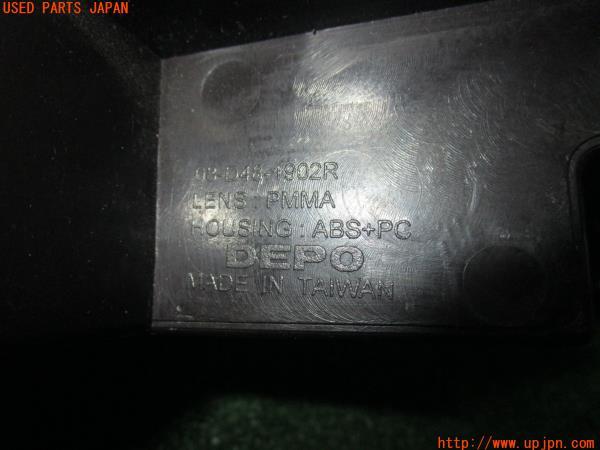 USED PARTS JAPAN
LENS : PMMA
HOUSING : ABS+PC
DEPO
MADE IN TAIWAN
http://www.upjpn.com/